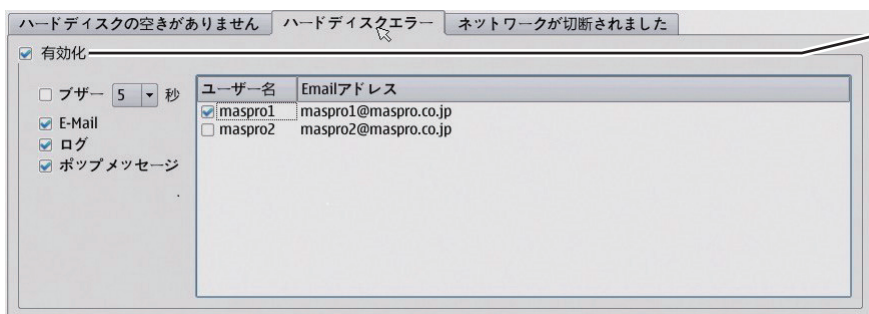 ハードディスクの空きがありません ハードディスクエラー ネットワークが切断されました
有効化
ブザー 5 秒
E-Mail
ログ
ポップメッセージ
ユーザー名 Emailアドレス
maspro1 maspro1@maspro.co.jp
maspro2 maspro2@maspro.co.jp